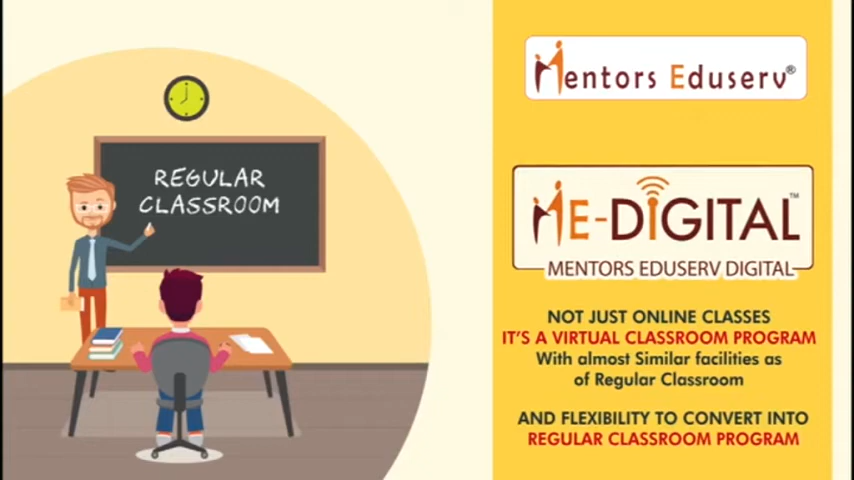 REGULAR
CLASSROOM
Mentors Eduserv®
ME-DIGITAL™
MENTORS EDUSERV DIGITAL
NOT JUST ONLINE CLASSES
IT'S A VIRTUAL CLASSROOM PROGRAM
With almost Similar facilities as
of Regular Classroom
AND FLEXIBILITY TO CONVERT INTO
REGULAR CLASSROOM PROGRAM